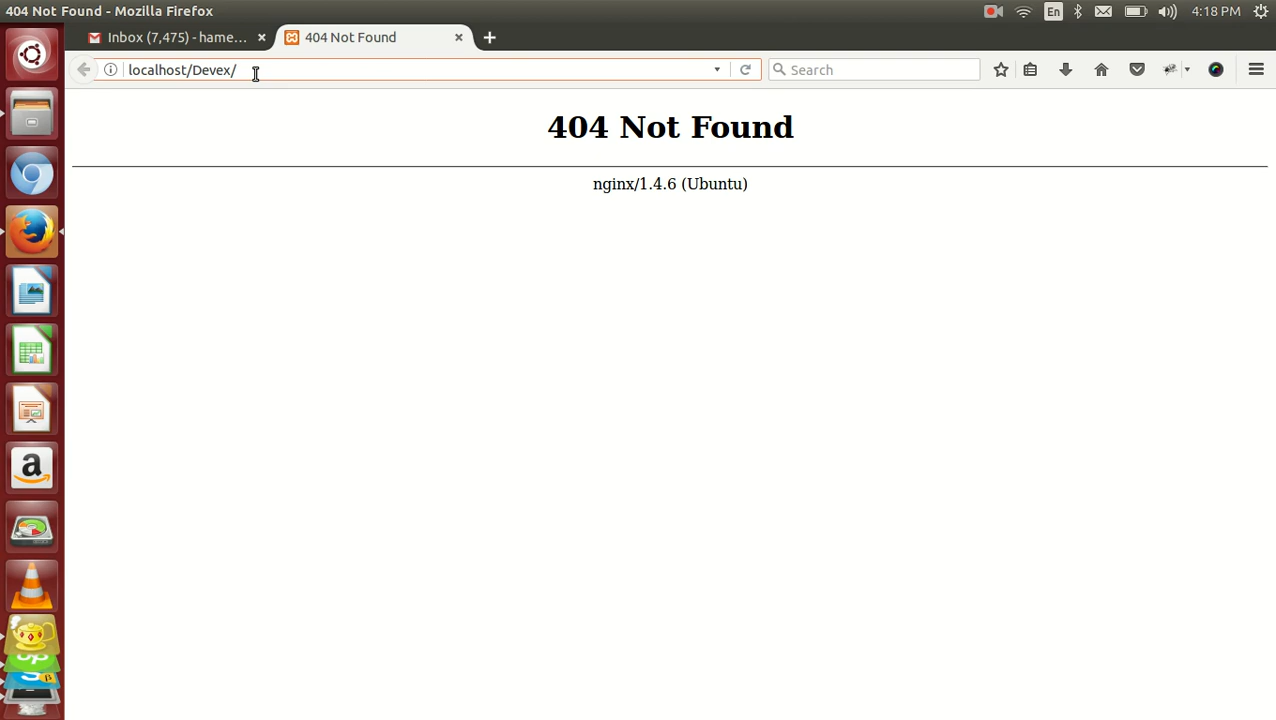 404 Not Found - Mozilla Firefox
En
4:18 PM
Inbox (7,475) - hame...
404 Not Found
localhost/Devex/
Search
404 Not Found
nginx/1.4.6 (Ubuntu)
a
up
S